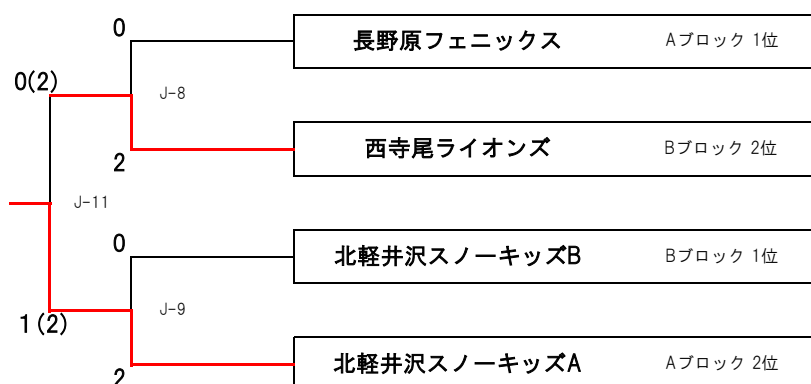 0
長野原フェニックス Aブロック 1位
0(2)
J-8
西寺尾ライオンズ Bブロック 2位
2
J-11
0
北軽井沢スノーキッズB Bブロック 1位
J-9
1(2)
北軽井沢スノーキッズA Aブロック 2位
2